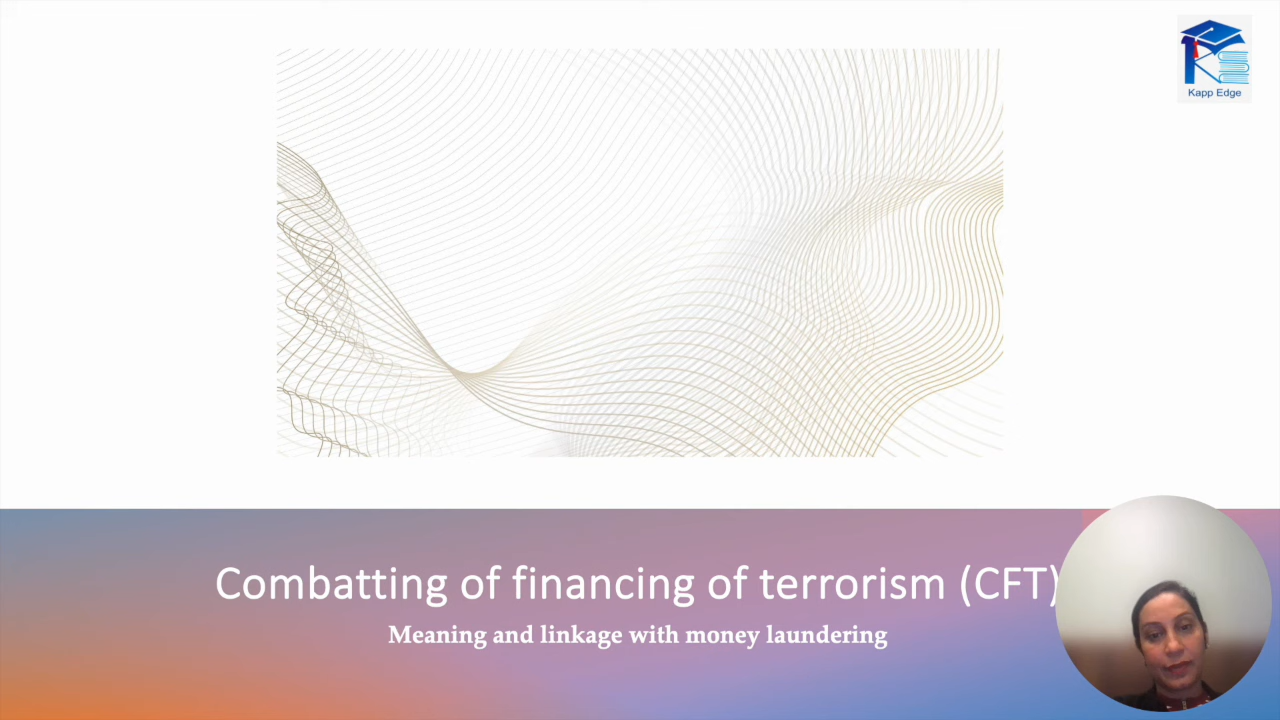 Kapp Edge
Combatting of financing of terrorism (CFT)
Meaning and linkage with money laundering